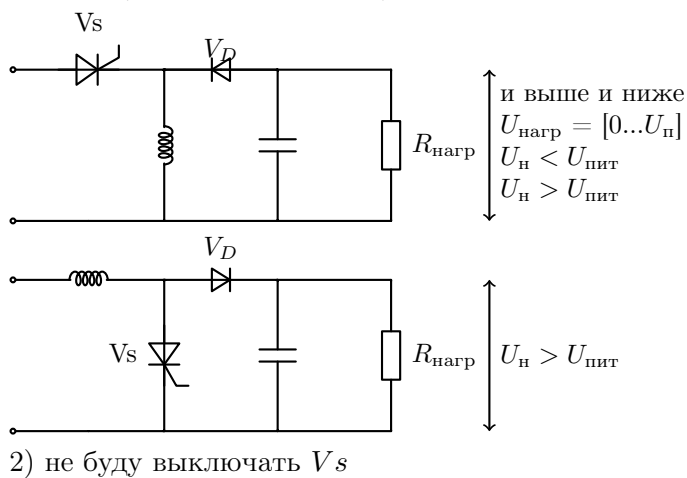 Vs
V_D
R_нагр
и выше и ниже
U_нагр = [0...U_п]
U_н < U_пит
U_н > U_пит
V_D
Vs
R_нагр
U_н > U_пит
2) не буду выключать Vs